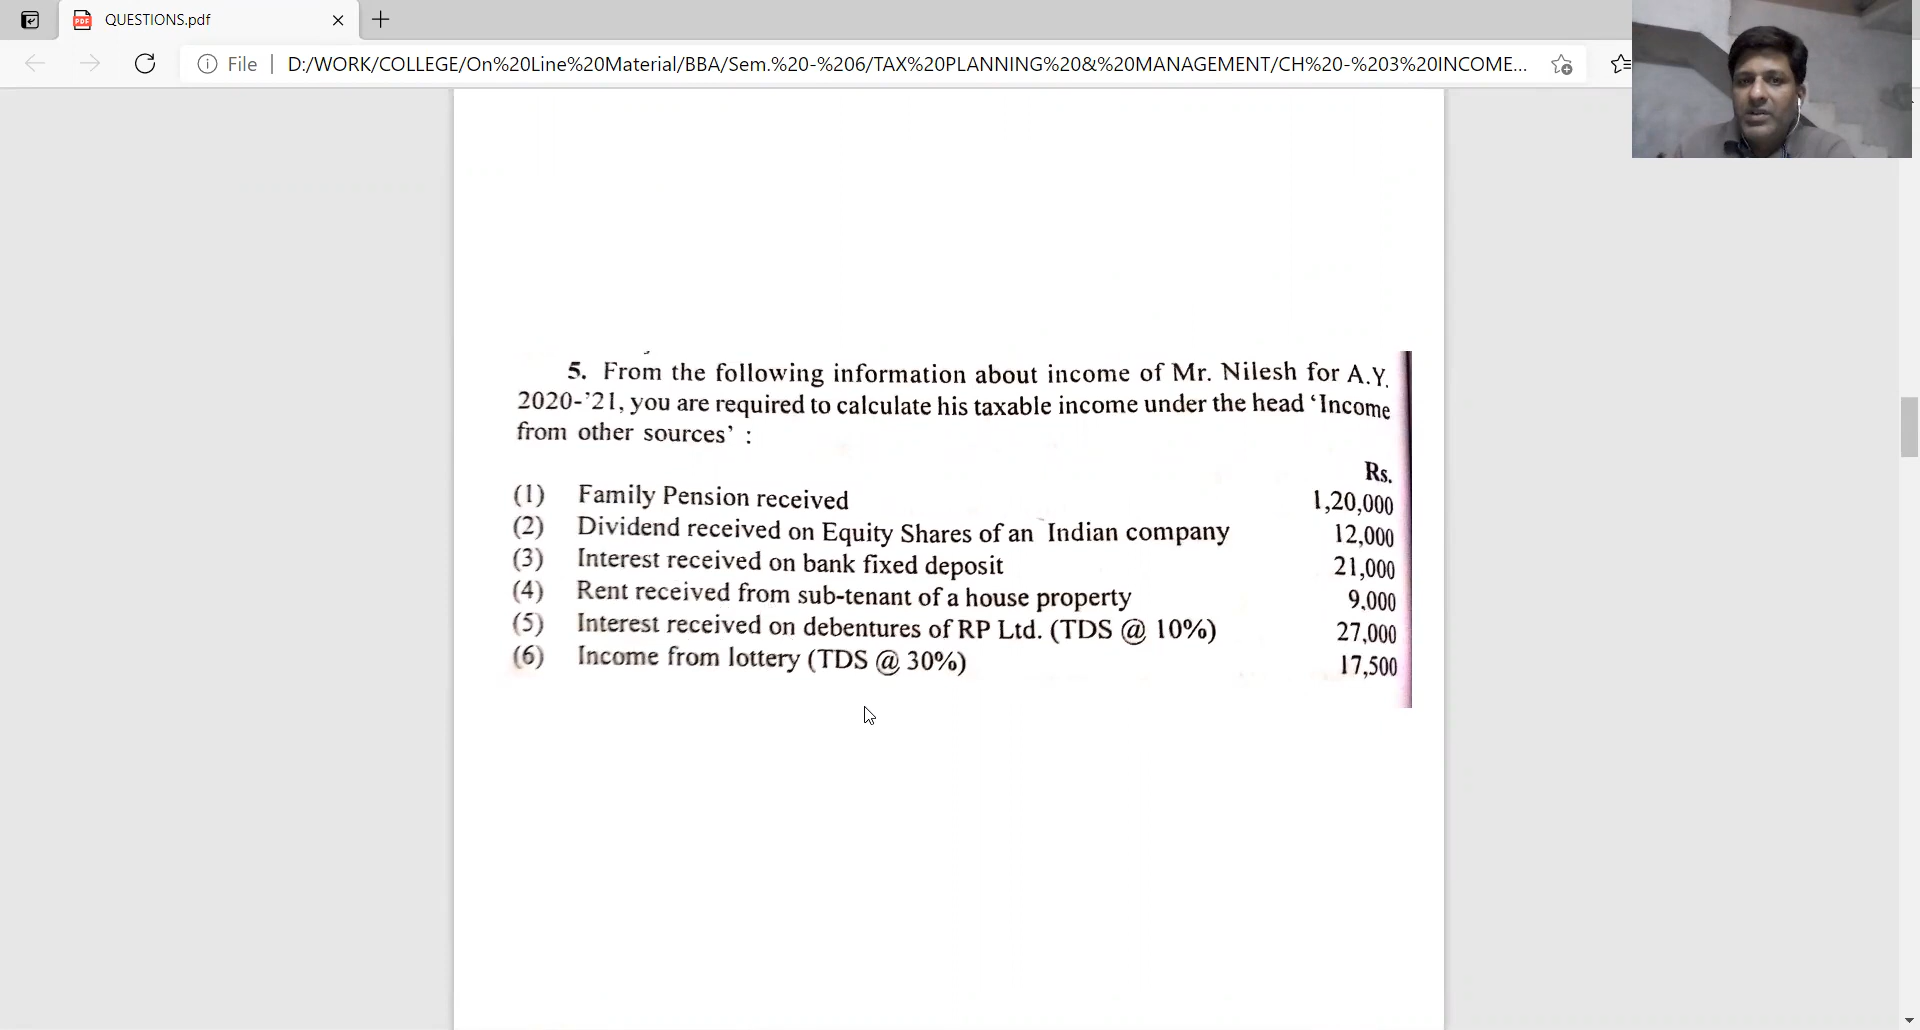 QUESTIONS.pdf
File
D:/WORK/COLLEGE/On%20Line%20Material/BBA/Sem.%20-%206/TAX%20PLANNING%20&%20MANAGEMENT/CH%20-%203%20INCOME...
5. From the following information about income of Mr. Nilesh for A.Y.
2020-'21, you are required to calculate his taxable income under the head 'Income
from other sources' :
Rs.
(1) Family Pension received 1,20,000
(2) Dividend received on Equity Shares of an Indian company 12,000
(3) Interest received on bank fixed deposit 21,000
(4) Rent received from sub-tenant of a house property 9,000
(5) Interest received on debentures of RP Ltd. (TDS @ 10%) 27,000
(6) Income from lottery (TDS @ 30%) 17,500